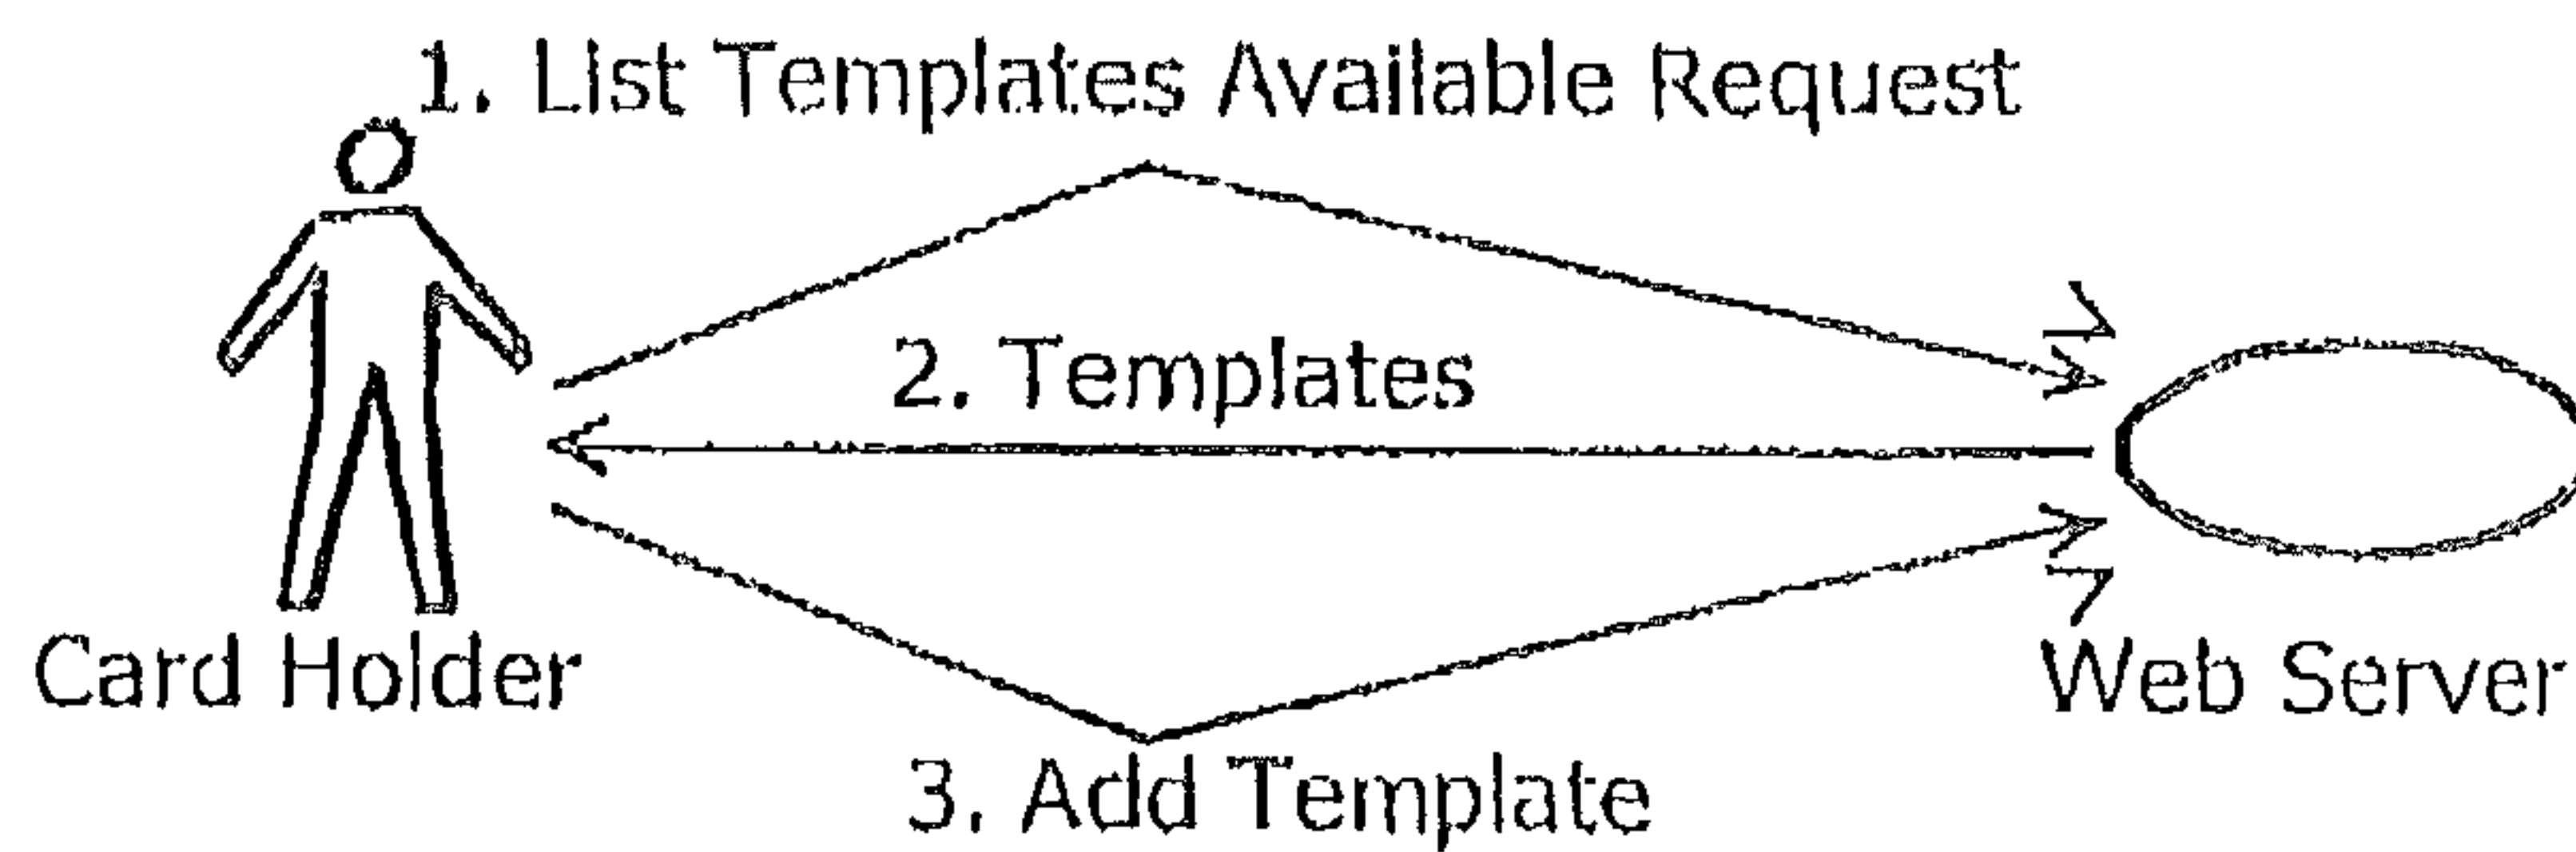 1. List Templates Available Request
2. Templates
Card Holder
Web Server
3. Add Template